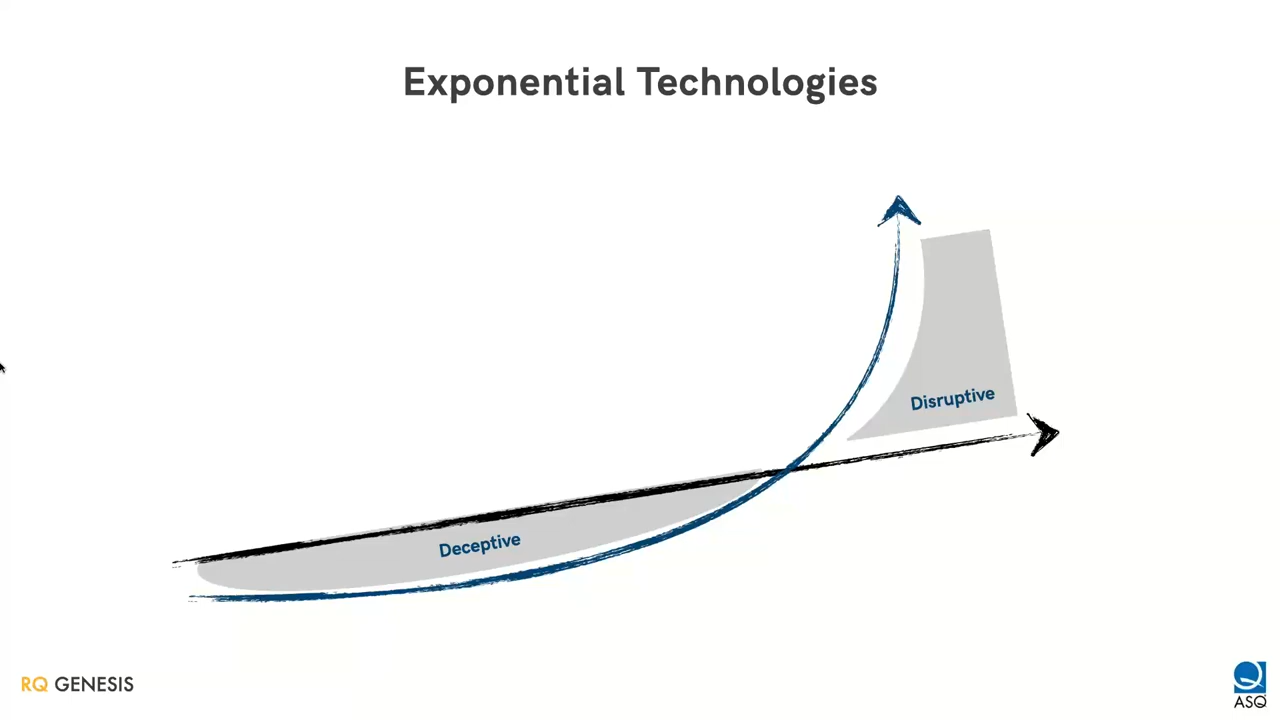 Exponential Technologies
Disruptive
Deceptive
RQ GENESIS
ASQ